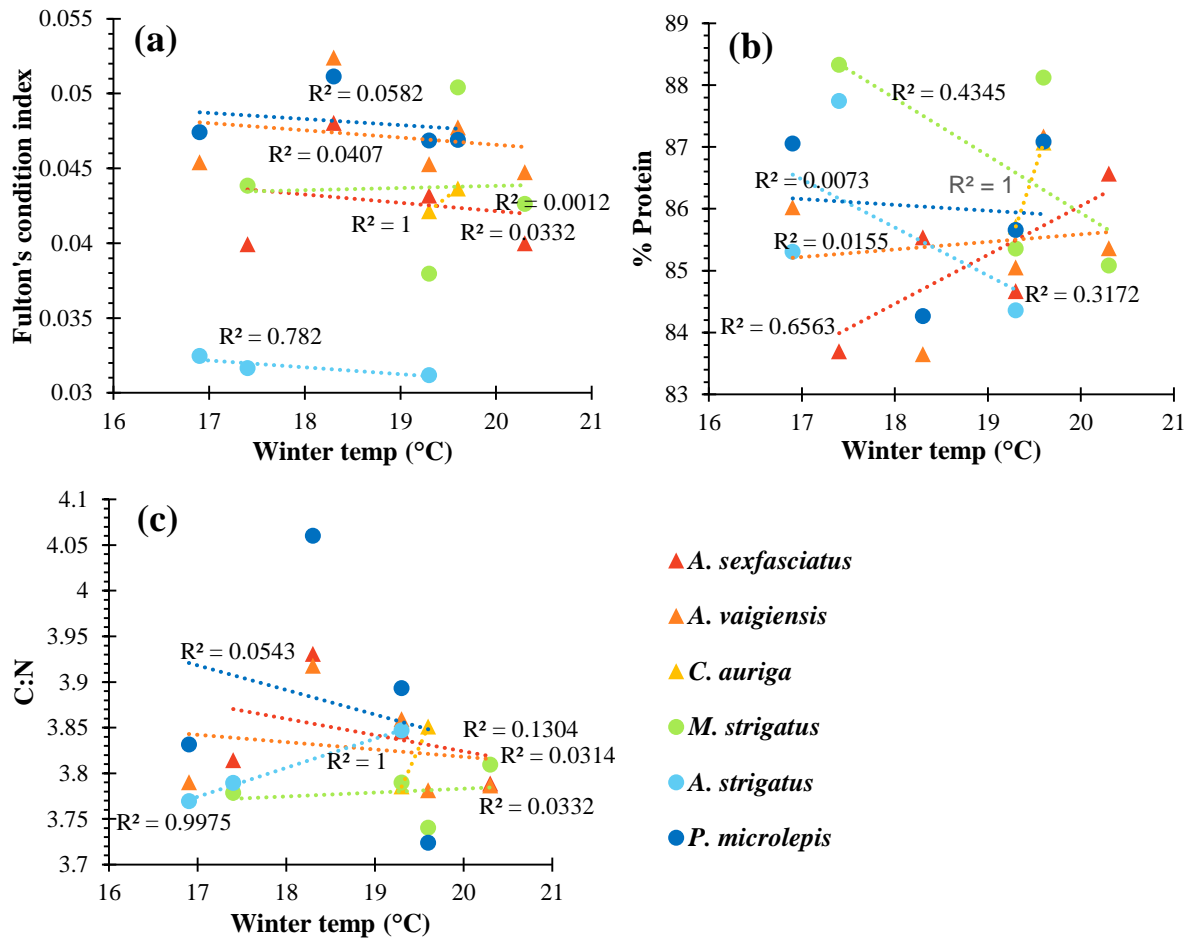 (a)
Fulton's condition index
0.055
0.05
0.045
0.04
0.035
0.03
R² = 0.0582
R² = 0.0407
R² = 0.0012
R² = 1
R² = 0.0332
R² = 0.782
16 17 18 19 20 21
Winter temp (°C)
(b)
% Protein
89
88
87
86
85
84
83
R² = 0.4345
R² = 0.0073
R² = 1
R² = 0.0155
R² = 0.3172
R² = 0.6563
16 17 18 19 20 21
Winter temp (°C)
(c)
C:N
4.1
4.05
4
3.95
3.9
3.85
3.8
3.75
3.7
R² = 0.0543
R² = 0.1304
R² = 1
R² = 0.0314
R² = 0.9975
R² = 0.0332
16 17 18 19 20 21
Winter temp (°C)
A. sexfasciatus
A. vaigiensis
C. auriga
M. strigatus
A. strigatus
P. microlepis